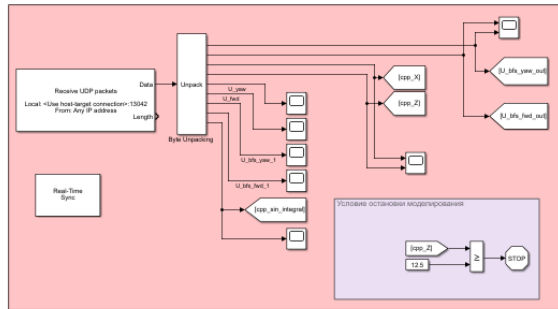 Receive UDP packets
Local: <Use host-target connection>:13042
From: Any IP address
Data
Length
Unpack
Byte Unpacking
U_yaw
U_fwd
U_bfs_yaw_1
U_bfs_fwd_1
[cpp_X]
[cpp_Z]
[U_bfs_yaw_out]
[U_bfs_fwd_out]
[cpp_sin_integral]
Real-Time
Sync
Условие остановки моделирования
[cpp_Z]
12.5
≥
STOP